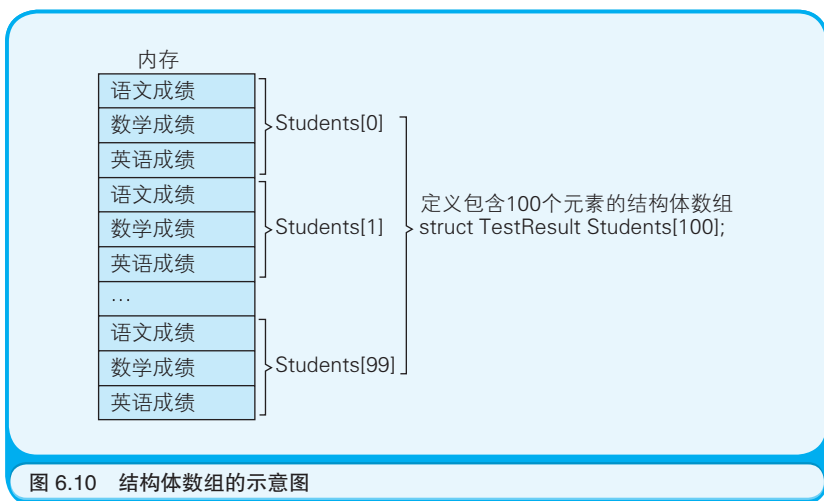 内存
语文成绩
数学成绩
英语成绩
Students[0]
语文成绩
数学成绩
英语成绩
Students[1]
…
语文成绩
数学成绩
英语成绩
Students[99]
定义包含100个元素的结构体数组
struct TestResult Students[100];
图 6.10 结构体数组的示意图